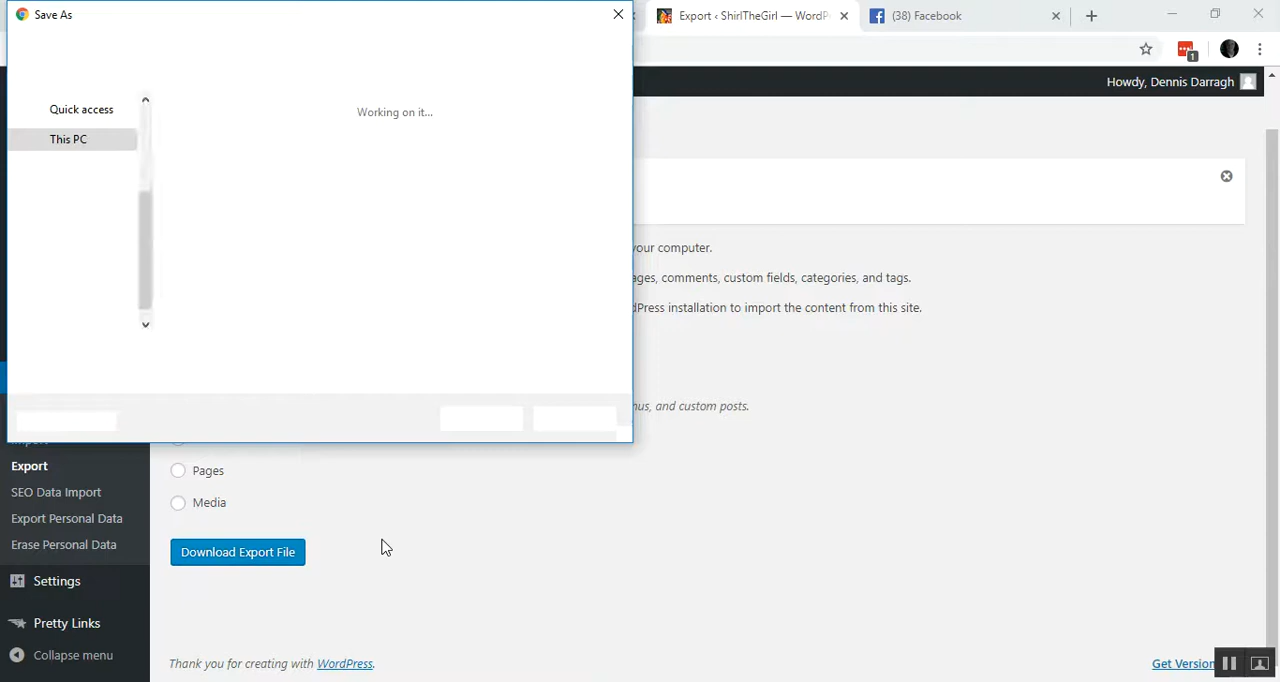 Save As
Export ‹ ShirlTheGirl — WordP
(38) Facebook
1
Howdy, Dennis Darragh
Quick access
This PC
Working on it...
your computer.
ages, comments, custom fields, categories, and tags.
dPress installation to import the content from this site.
nus, and custom posts.
Export
Pages
SEO Data Import
Media
Export Personal Data
Erase Personal Data
Download Export File
Settings
Pretty Links
Collapse menu
Thank you for creating with WordPress.
Get Version